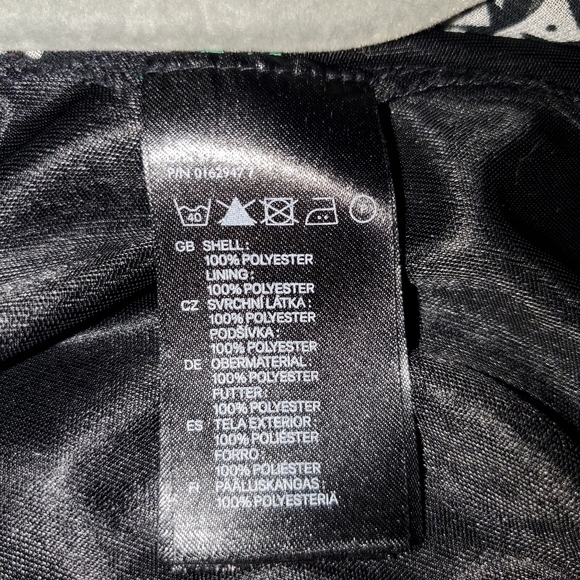 P/N 0162947
40
GB SHELL:
100% POLYESTER
LINING:
100% POLYESTER
CZ SVRCHNÍ LÁTKA:
100% POLYESTER
PODŠÍVKA:
100% POLYESTER
DE OBERMATERIAL
100% POLYESTER
FUTTER:
100% POLYESTER
ES TELA EXTERIOR:
100% POLIÉSTER
FORRO
100% POLIÉSTER
FI PÄÄLLISKANGAS:
100% POLYESTERIÄ